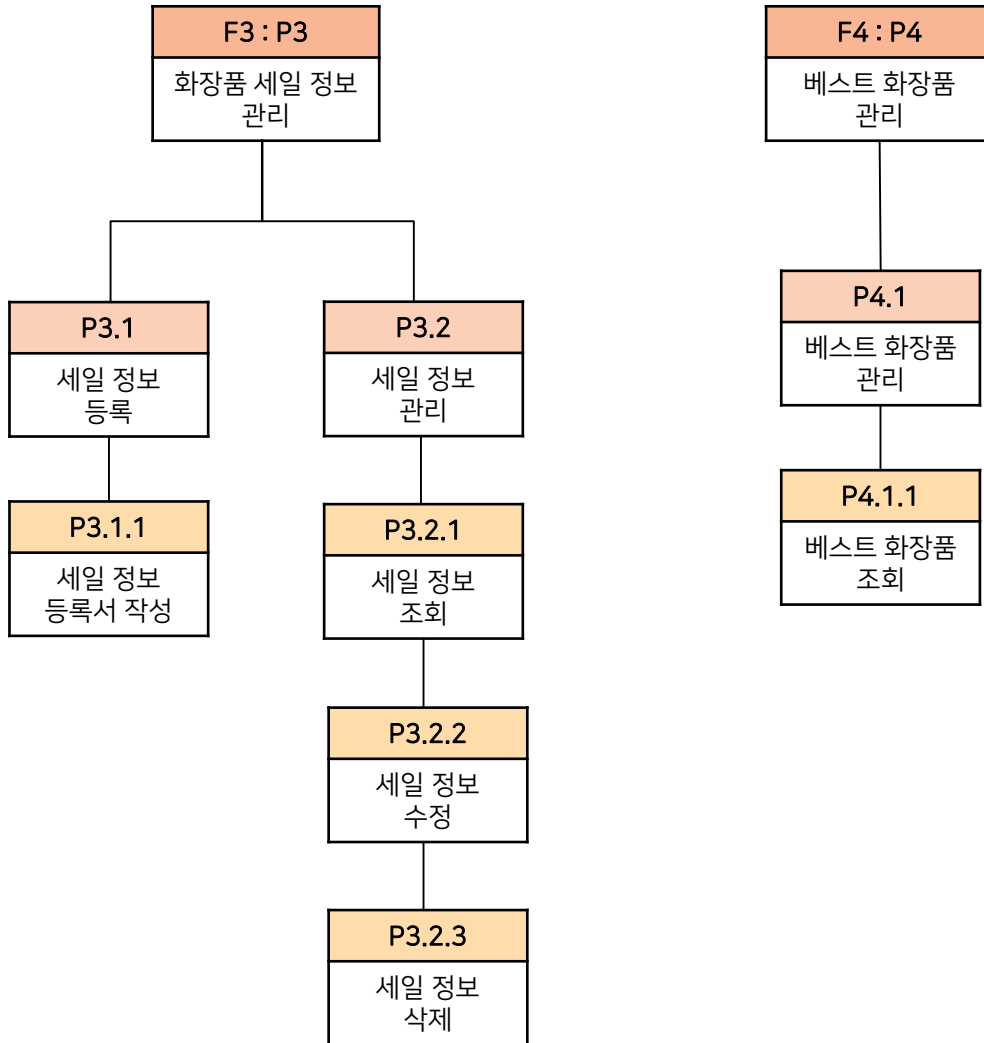 F3 : P3
화장품 세일 정보
관리
F4 : P4
베스트 화장품
관리
P3.1
세일 정보
등록
P3.2
세일 정보
관리
P4.1
베스트 화장품
관리
P3.1.1
세일 정보
등록서 작성
P3.2.1
세일 정보
조회
P4.1.1
베스트 화장품
조회
P3.2.2
세일 정보
수정
P3.2.3
세일 정보
삭제